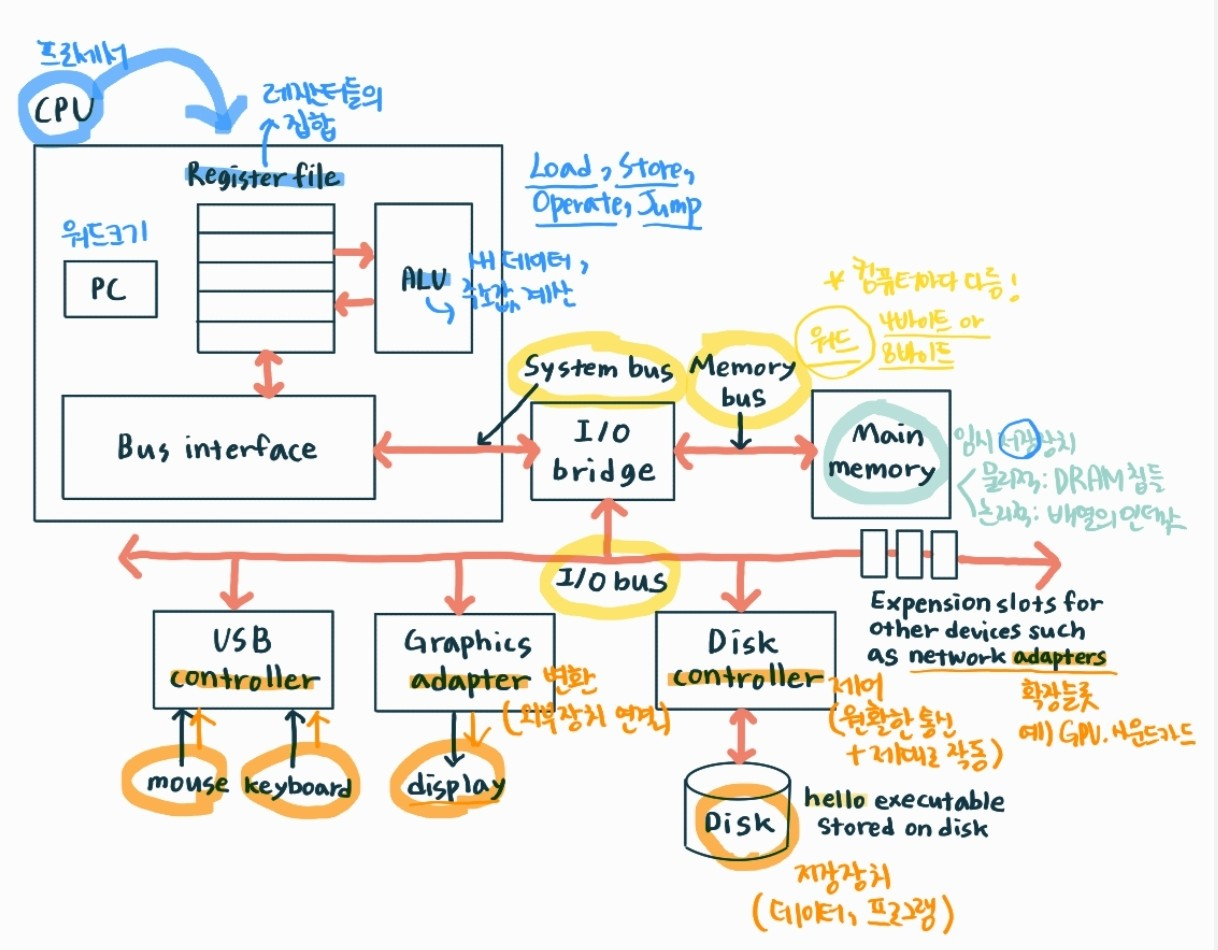 프로세서
CPU
레지스터들의
집합
Register file
Load, Store,
Operate, Jump
워드크기
PC
ALU
새 데이터,
주소값 계산
* 컴퓨터마다 다름!
워드
4바이트 or
8바이트
System bus
Memory
bus
Bus interface
I/O
bridge
Main
memory
임시 저장장치
물리적: DRAM 칩들
논리적: 배열의 인덱스
I/O bus
Expension slots for
other devices such
as network adapters
확장슬롯
예) GPU. 사운드카드
USB
controller
Graphics
adapter
변환
(외부장치 연결)
Disk
controller
제어
(원활한 통신
+ 제대로 작동)
mouse
keyboard
display
Disk
hello executable
stored on disk
저장장치
(데이터, 프로그램)